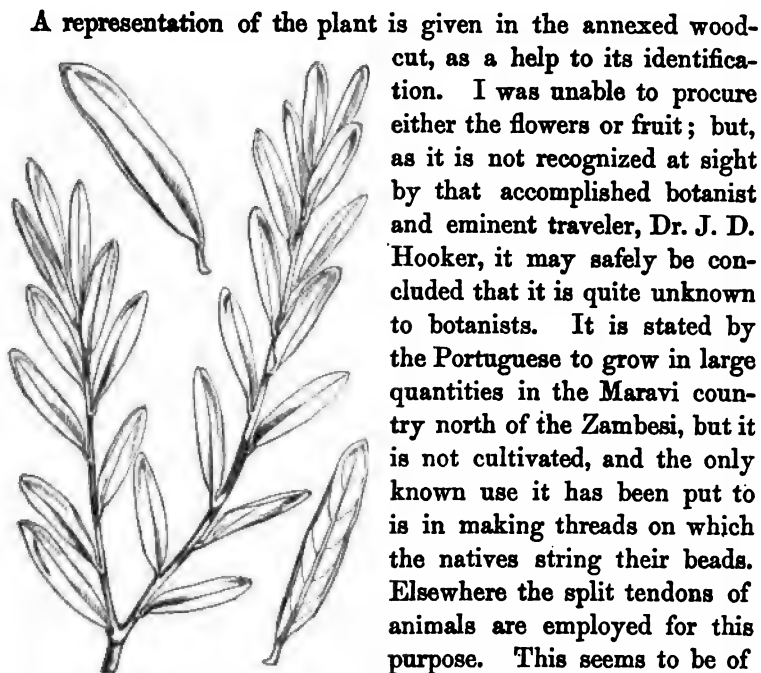 A representation of the plant is given in the annexed wood-
cut, as a help to its identifica-
tion. I was unable to procure
either the flowers or fruit; but,
as it is not recognized at sight
by that accomplished botanist
and eminent traveler, Dr. J. D.
Hooker, it may safely be con-
cluded that it is quite unknown
to botanists. It is stated by
the Portuguese to grow in large
quantities in the Maravi coun-
try north of the Zambesi, but it
is not cultivated, and the only
known use it has been put to
is in making threads on which
the natives string their beads.
Elsewhere the split tendons of
animals are employed for this
purpose. This seems to be of